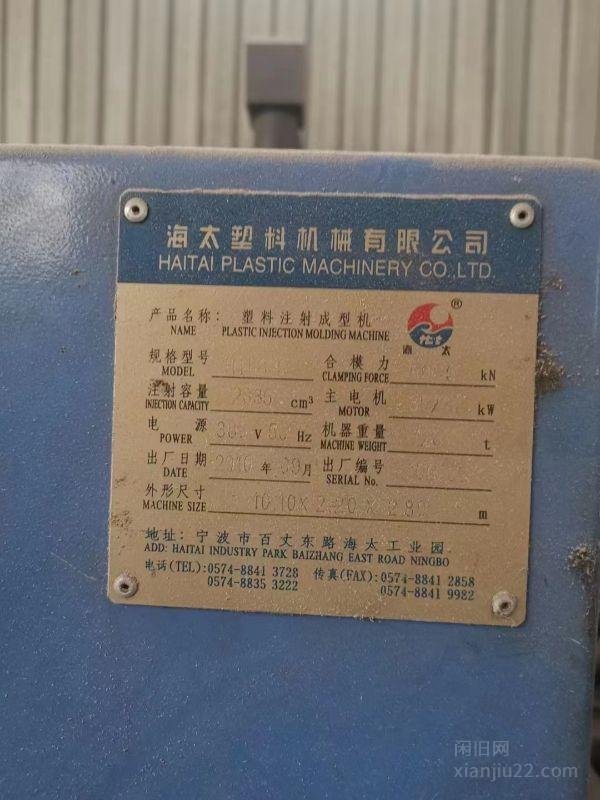 海太塑料机械有限公司
HAITAI PLASTIC MACHINERY CO.,LTD.
产品名称: 塑料注射成型机
NAME PLASTIC INJECTION MOLDING MACHINE
®
海 太
规格型号 合模力 kN
MODEL CLAMPING FORCE
注射容量 cm³ 主电机 kW
INJECTION CAPACITY MOTOR
电源 380 V 50 Hz 机器重量 t
POWER MACHINE WEIGHT
出厂日期 2010 年 09 月 出厂编号
DATE SERIAL No.
外形尺寸 m
MACHINE SIZE
地址: 宁波市百丈东路海太工业园
ADD: HAITAI INDUSTRY PARK BAIZHANG EAST ROAD NINGBO
电话(TEL):0574-8841 3728 传真(FAX):0574-8841 2858
0574-8835 3222 0574-8841 9982
闲旧网
xianjiu22.com